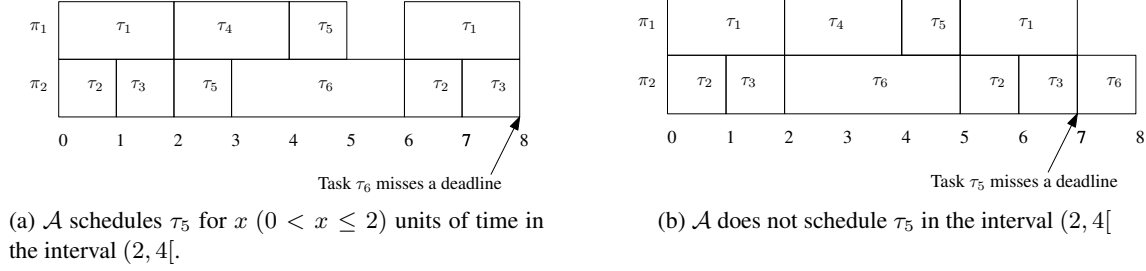 π1 τ1 τ4 τ5 τ1
π2 τ2 τ3 τ5 τ6 τ2 τ3
0 1 2 3 4 5 6 7 8
Task τ6 misses a deadline
(a) A schedules τ5 for x (0 < x ≤ 2) units of time in
the interval (2, 4[.
π1 τ1 τ4 τ5 τ1
π2 τ2 τ3 τ6 τ2 τ3 τ6
0 1 2 3 4 5 6 7 8
Task τ5 misses a deadline
(b) A does not schedule τ5 in the interval (2, 4[